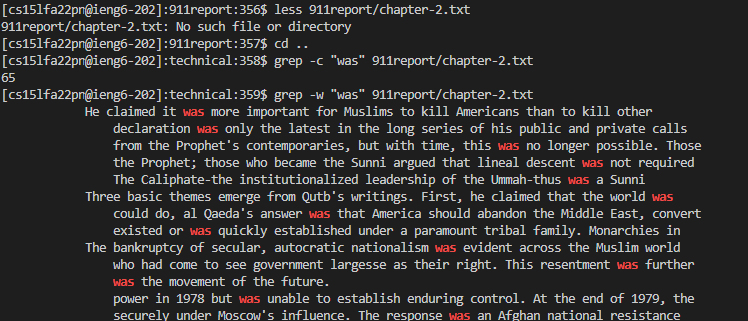 [cs15lfa22pn@ieng6-202]:911report:356$ less 911report/chapter-2.txt
911report/chapter-2.txt: No such file or directory
[cs15lfa22pn@ieng6-202]:911report:357$ cd ..
[cs15lfa22pn@ieng6-202]:technical:358$ grep -c "was" 911report/chapter-2.txt
65
[cs15lfa22pn@ieng6-202]:technical:359$ grep -w "was" 911report/chapter-2.txt
He claimed it was more important for Muslims to kill Americans than to kill other
declaration was only the latest in the long series of his public and private calls
from the Prophet's contemporaries, but with time, this was no longer possible. Those
the Prophet; those who became the Sunni argued that lineal descent was not required
The Caliphate-the institutionalized leadership of the Ummah-thus was a Sunni
Three basic themes emerge from Qutb's writings. First, he claimed that the world was
could do, al Qaeda's answer was that America should abandon the Middle East, convert
existed or was quickly established under a paramount tribal family. Monarchies in
The bankruptcy of secular, autocratic nationalism was evident across the Muslim world
who had come to see government largesse as their right. This resentment was further
was the movement of the future.
power in 1978 but was unable to establish enduring control. At the end of 1979, the
securely under Moscow's influence. The response was an Afghan national resistance